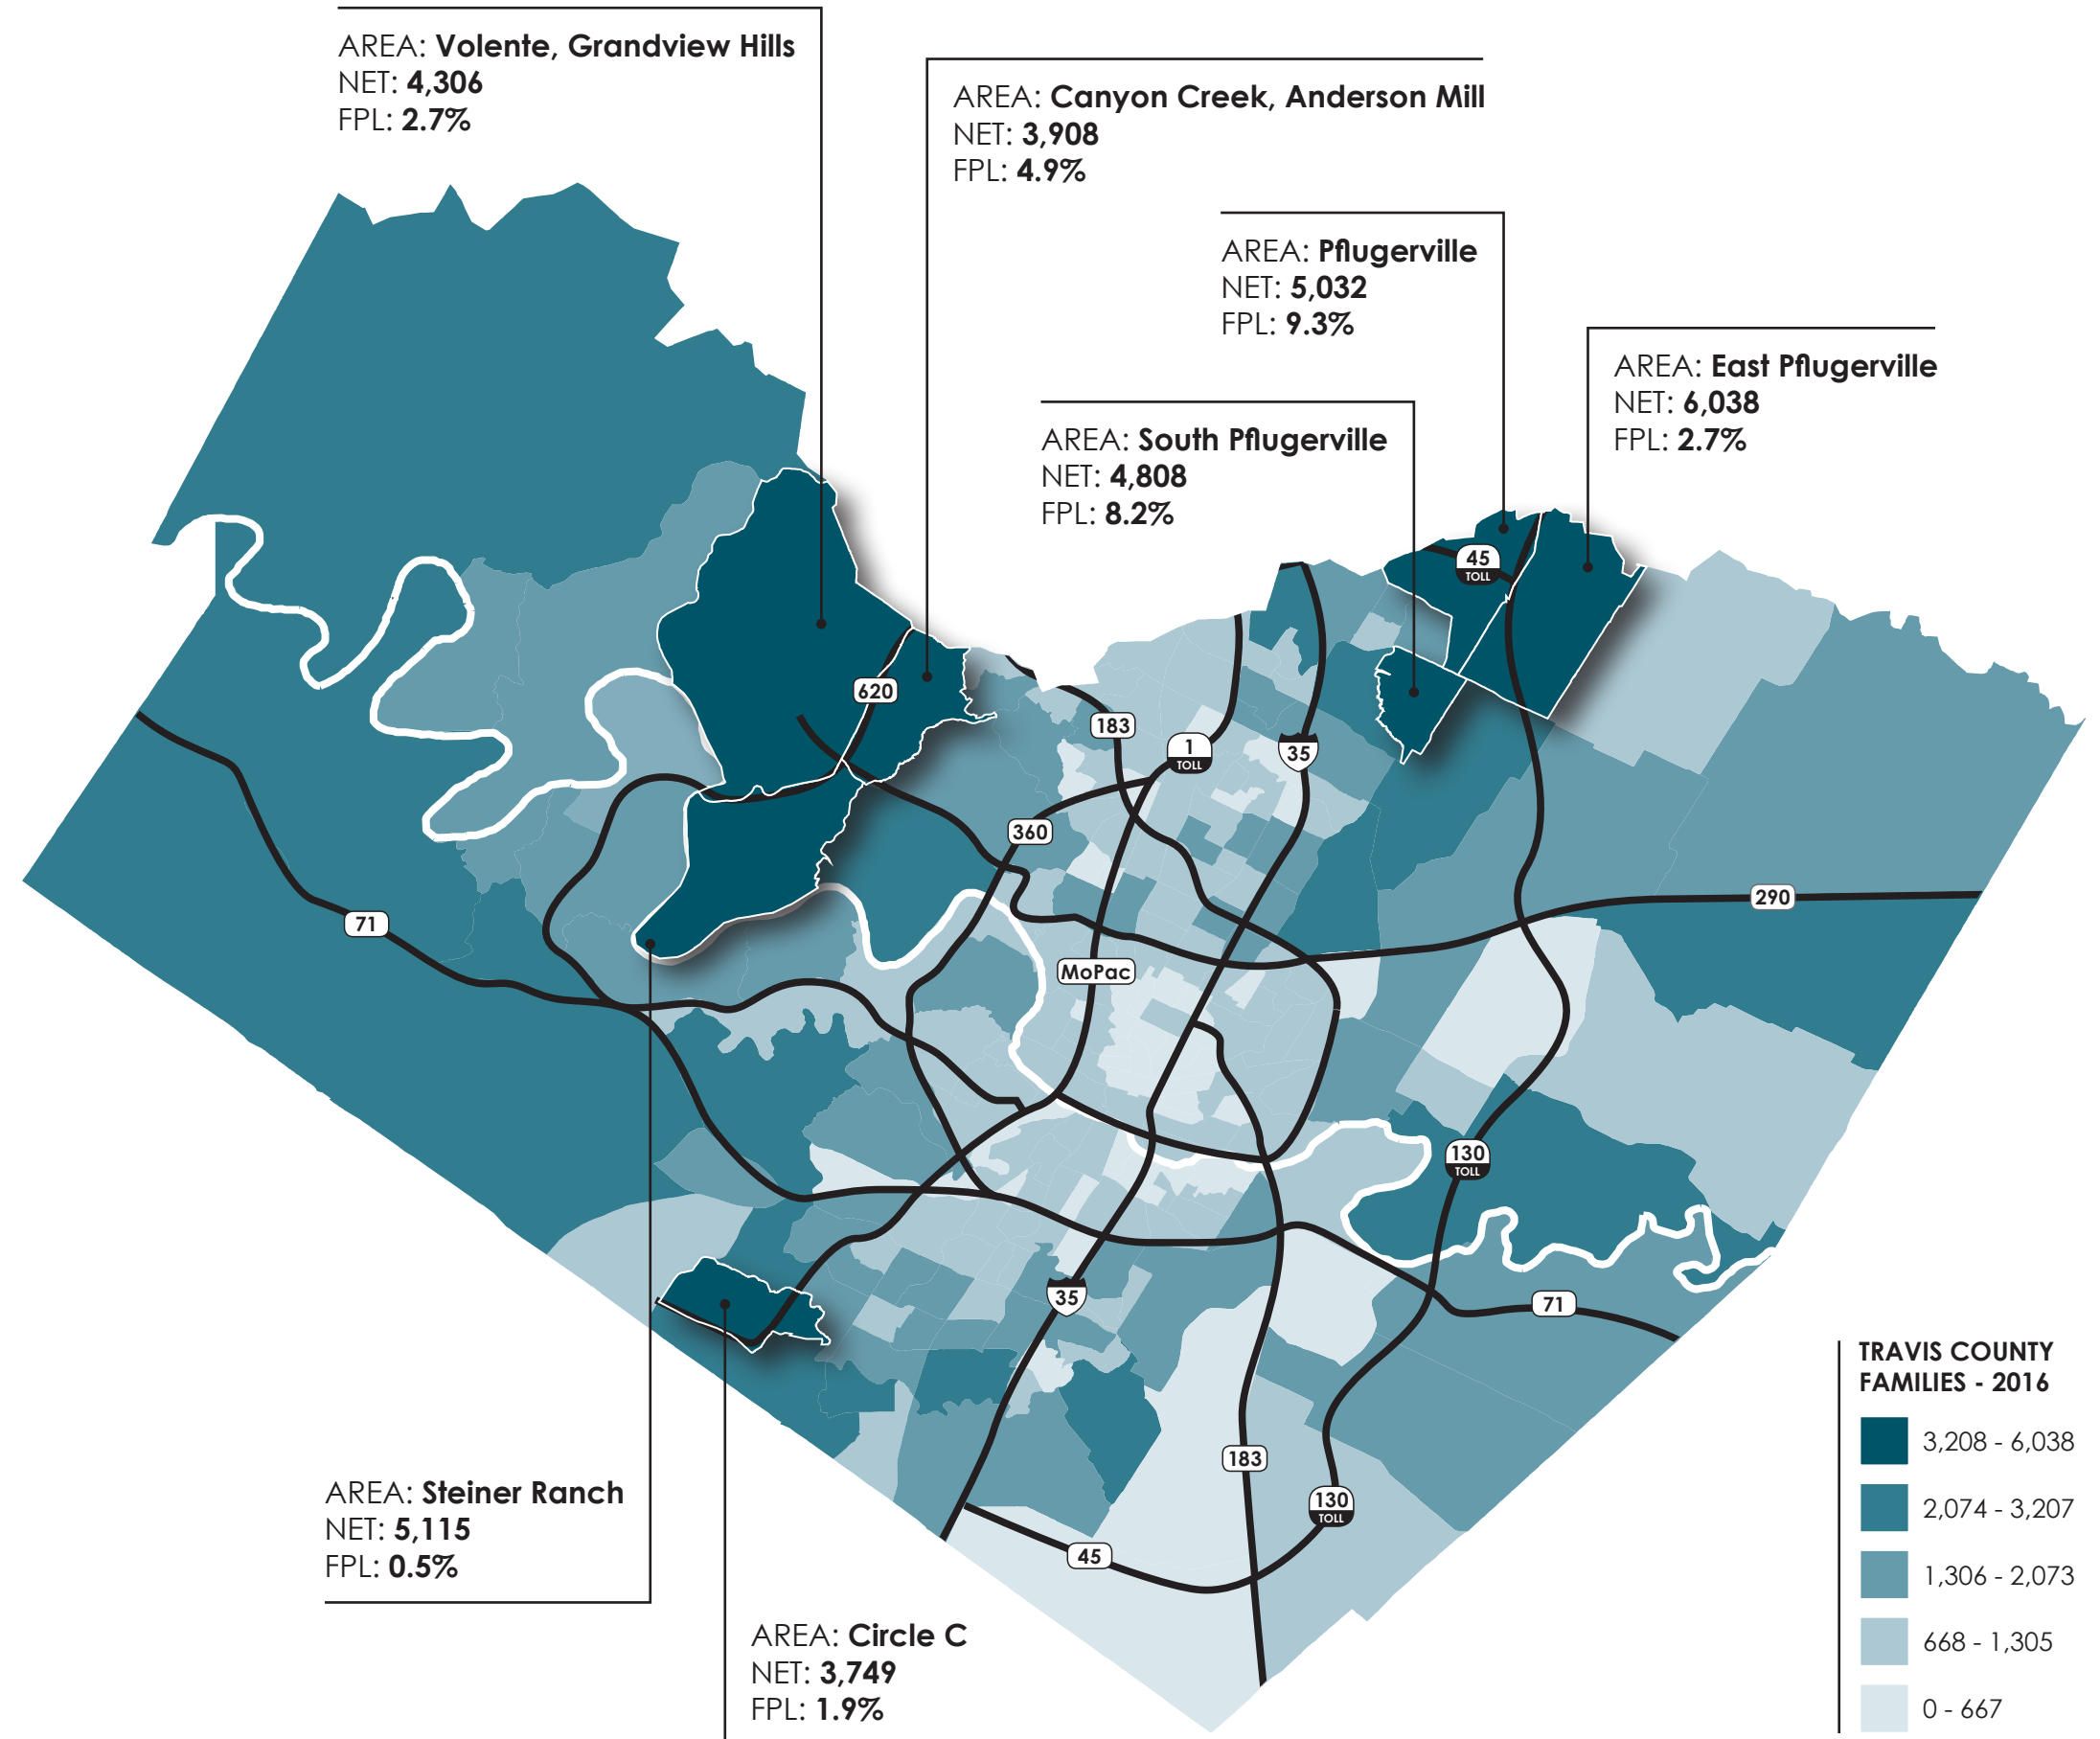 AREA: Volente, Grandview Hills
NET: 4,306
FPL: 2.7%
AREA: Canyon Creek, Anderson Mill
NET: 3,908
FPL: 4.9%
AREA: Pflugerville
NET: 5,032
FPL: 9.3%
AREA: East Pflugerville
NET: 6,038
FPL: 2.7%
AREA: South Pflugerville
NET: 4,808
FPL: 8.2%
45
TOLL
620
183
1
TOLL
35
360
290
71
MoPac
130
TOLL
35
71
183
130
TOLL
45
AREA: Steiner Ranch
NET: 5,115
FPL: 0.5%
AREA: Circle C
NET: 3,749
FPL: 1.9%
TRAVIS COUNTY
FAMILIES - 2016
3,208 - 6,038
2,074 - 3,207
1,306 - 2,073
668 - 1,305
0 - 667